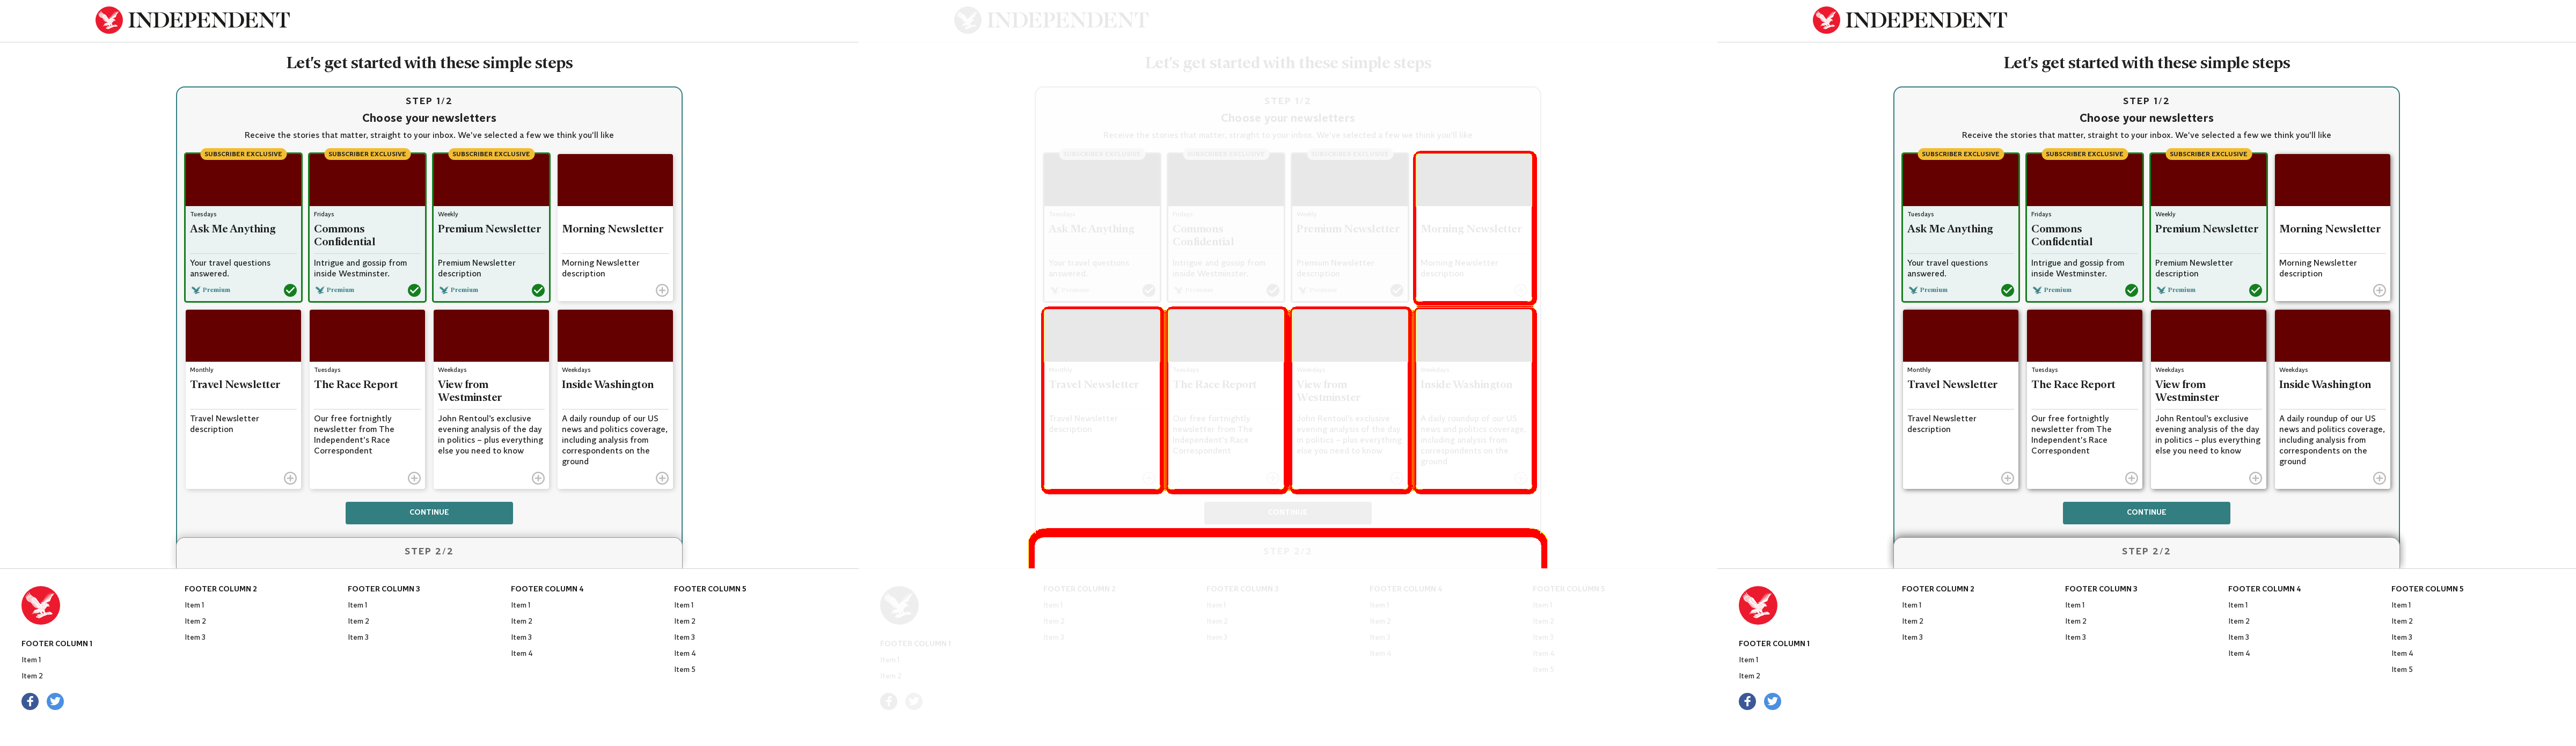 INDEPENDENT
Let's get started with these simple steps
STEP 1/2
Choose your newsletters
Receive the stories that matter, straight to your inbox. We've selected a few we think you'll like
SUBSCRIBER EXCLUSIVE
Tuesdays
Ask Me Anything
Your travel questions
answered.
Premium
SUBSCRIBER EXCLUSIVE
Fridays
Commons
Confidential
Intrigue and gossip from
inside Westminster.
Premium
SUBSCRIBER EXCLUSIVE
Weekly
Premium Newsletter
Premium Newsletter
description
Premium
Morning Newsletter
Morning Newsletter
description
Monthly
Travel Newsletter
Travel Newsletter
description
Tuesdays
The Race Report
Our free fortnightly
newsletter from The
Independent's Race
Correspondent
Weekdays
View from
Westminster
John Rentoul's exclusive
evening analysis of the day
in politics – plus everything
else you need to know
Weekdays
Inside Washington
A daily roundup of our US
news and politics coverage,
including analysis from
correspondents on the
ground
CONTINUE
STEP 2/2
FOOTER COLUMN 1
Item 1
Item 2
FOOTER COLUMN 2
Item 1
Item 2
Item 3
FOOTER COLUMN 3
Item 1
Item 2
Item 3
FOOTER COLUMN 4
Item 1
Item 2
Item 3
Item 4
FOOTER COLUMN 5
Item 1
Item 2
Item 3
Item 4
Item 5
INDEPENDENT
Let's get started with these simple steps
STEP 1/2
Choose your newsletters
Receive the stories that matter, straight to your inbox. We've selected a few we think you'll like
SUBSCRIBER EXCLUSIVE
Tuesdays
Ask Me Anything
Your travel questions
answered.
Premium
SUBSCRIBER EXCLUSIVE
Fridays
Commons
Confidential
Intrigue and gossip from
inside Westminster.
Premium
SUBSCRIBER EXCLUSIVE
Weekly
Premium Newsletter
Premium Newsletter
description
Premium
Morning Newsletter
Morning Newsletter
description
Monthly
Travel Newsletter
Travel Newsletter
description
Tuesdays
The Race Report
Our free fortnightly
newsletter from The
Independent's Race
Correspondent
Weekdays
View from
Westminster
John Rentoul's exclusive
evening analysis of the day
in politics – plus everything
else you need to know
Weekdays
Inside Washington
A daily roundup of our US
news and politics coverage,
including analysis from
correspondents on the
ground
CONTINUE
STEP 2/2
FOOTER COLUMN 1
Item 1
Item 2
FOOTER COLUMN 2
Item 1
Item 2
Item 3
FOOTER COLUMN 3
Item 1
Item 2
Item 3
FOOTER COLUMN 4
Item 1
Item 2
Item 3
Item 4
FOOTER COLUMN 5
Item 1
Item 2
Item 3
Item 4
Item 5
INDEPENDENT
Let's get started with these simple steps
STEP 1/2
Choose your newsletters
Receive the stories that matter, straight to your inbox. We've selected a few we think you'll like
SUBSCRIBER EXCLUSIVE
Tuesdays
Ask Me Anything
Your travel questions
answered.
Premium
SUBSCRIBER EXCLUSIVE
Fridays
Commons
Confidential
Intrigue and gossip from
inside Westminster.
Premium
SUBSCRIBER EXCLUSIVE
Weekly
Premium Newsletter
Premium Newsletter
description
Premium
Morning Newsletter
Morning Newsletter
description
Monthly
Travel Newsletter
Travel Newsletter
description
Tuesdays
The Race Report
Our free fortnightly
newsletter from The
Independent's Race
Correspondent
Weekdays
View from
Westminster
John Rentoul's exclusive
evening analysis of the day
in politics – plus everything
else you need to know
Weekdays
Inside Washington
A daily roundup of our US
news and politics coverage,
including analysis from
correspondents on the
ground
CONTINUE
STEP 2/2
FOOTER COLUMN 1
Item 1
Item 2
FOOTER COLUMN 2
Item 1
Item 2
Item 3
FOOTER COLUMN 3
Item 1
Item 2
Item 3
FOOTER COLUMN 4
Item 1
Item 2
Item 3
Item 4
FOOTER COLUMN 5
Item 1
Item 2
Item 3
Item 4
Item 5